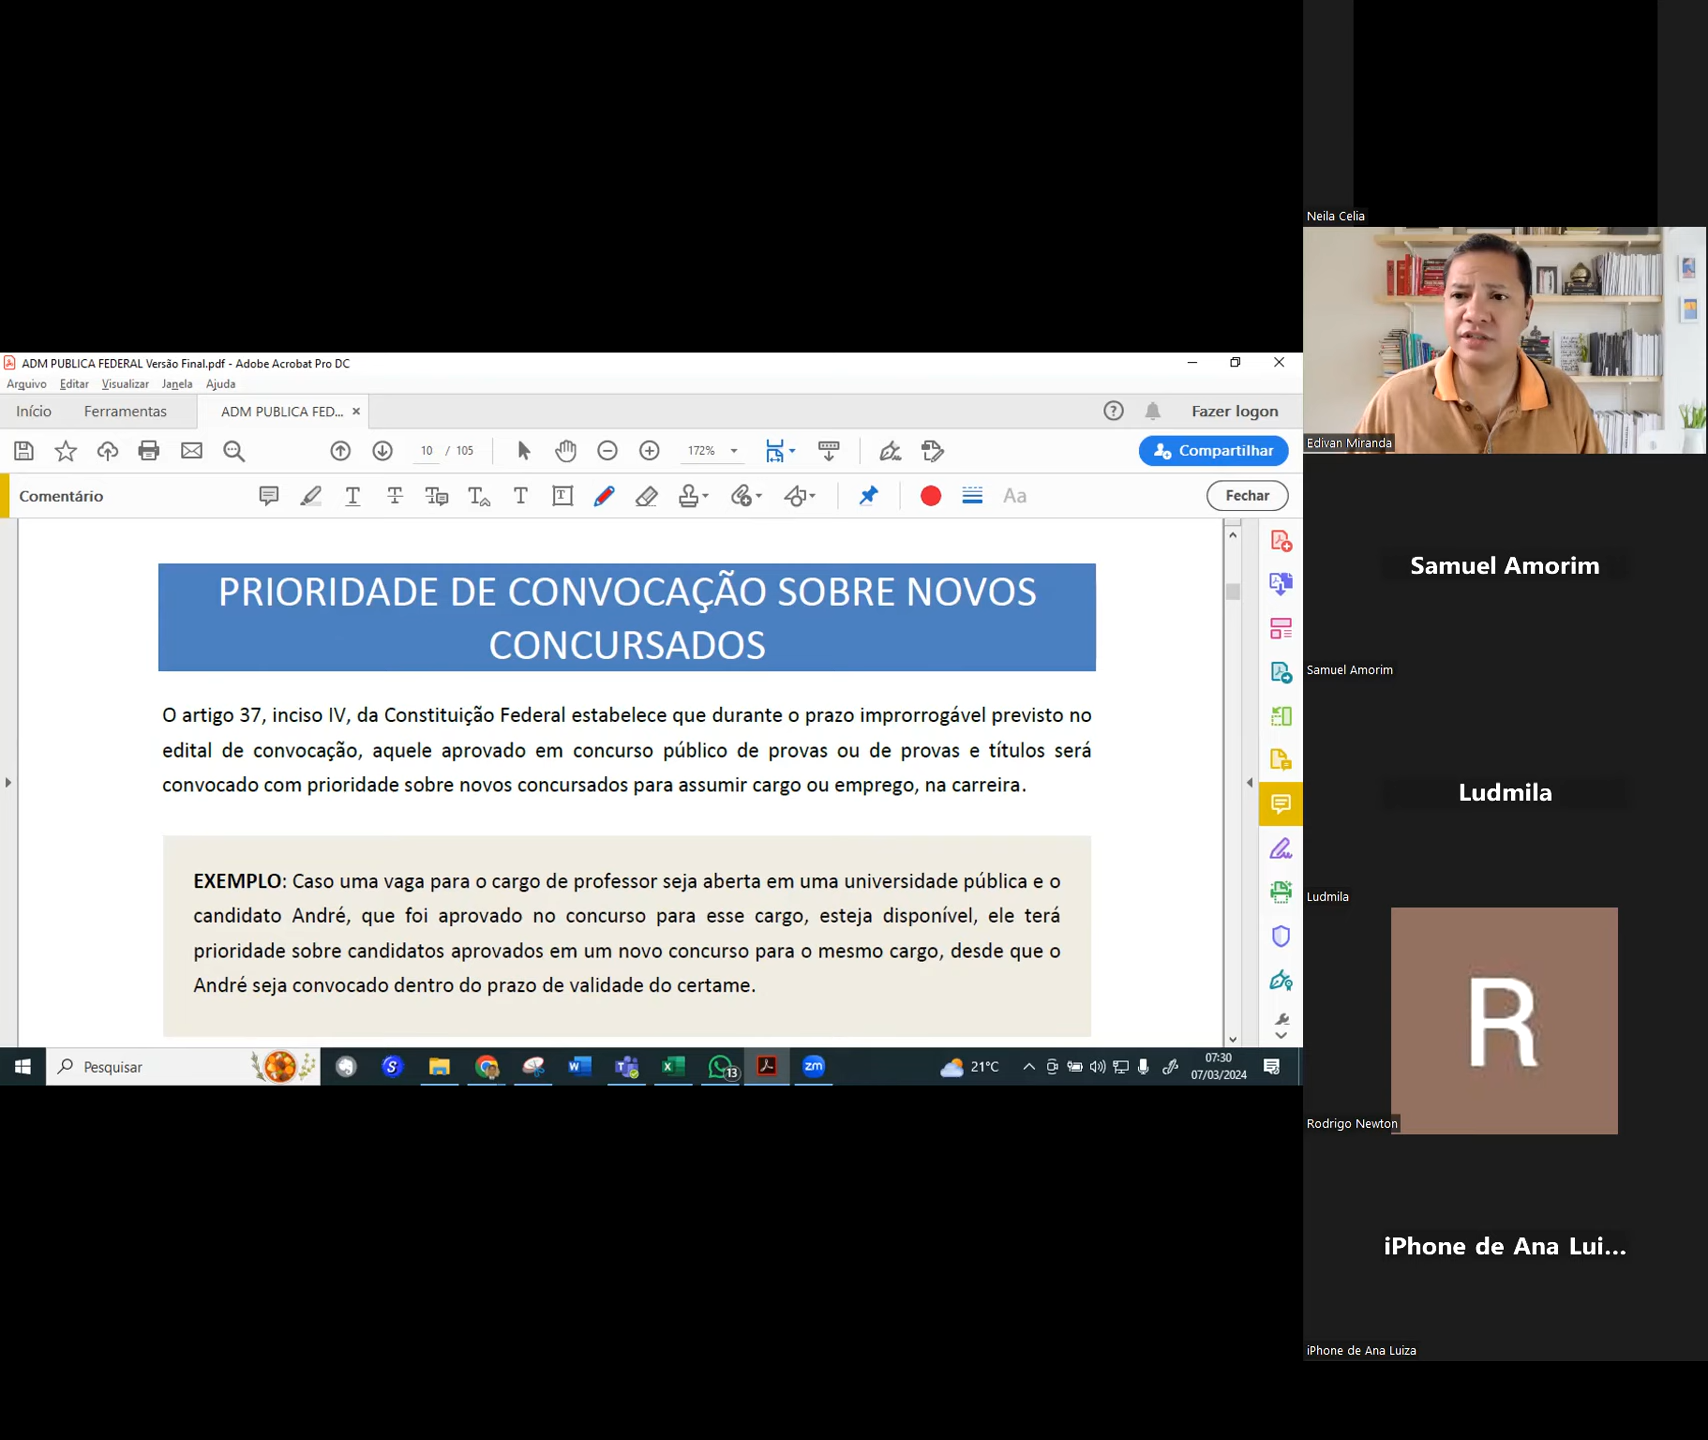 Neila Celia
Edivan Miranda
ADM PUBLICA FEDERAL Versão Final.pdf - Adobe Acrobat Pro DC
Arquivo Editar Visualizar Janela Ajuda
Início Ferramentas ADM PUBLICA FED... × Fazer logon
10 / 105 172% Compartilhar
Comentário Aa Fechar
PRIORIDADE DE CONVOCAÇÃO SOBRE NOVOS
CONCURSADOS
O artigo 37, inciso IV, da Constituição Federal estabelece que durante o prazo improrrogável previsto no
edital de convocação, aquele aprovado em concurso público de provas ou de provas e títulos será
convocado com prioridade sobre novos concursados para assumir cargo ou emprego, na carreira.
EXEMPLO: Caso uma vaga para o cargo de professor seja aberta em uma universidade pública e o
candidato André, que foi aprovado no concurso para esse cargo, esteja disponível, ele terá
prioridade sobre candidatos aprovados em um novo concurso para o mesmo cargo, desde que o
André seja convocado dentro do prazo de validade do certame.
Pesquisar 13 zm 21°C 07:30
07/03/2024
Samuel Amorim
Samuel Amorim
Ludmila
Ludmila
R
Rodrigo Newton
iPhone de Ana Lui...
iPhone de Ana Luiza